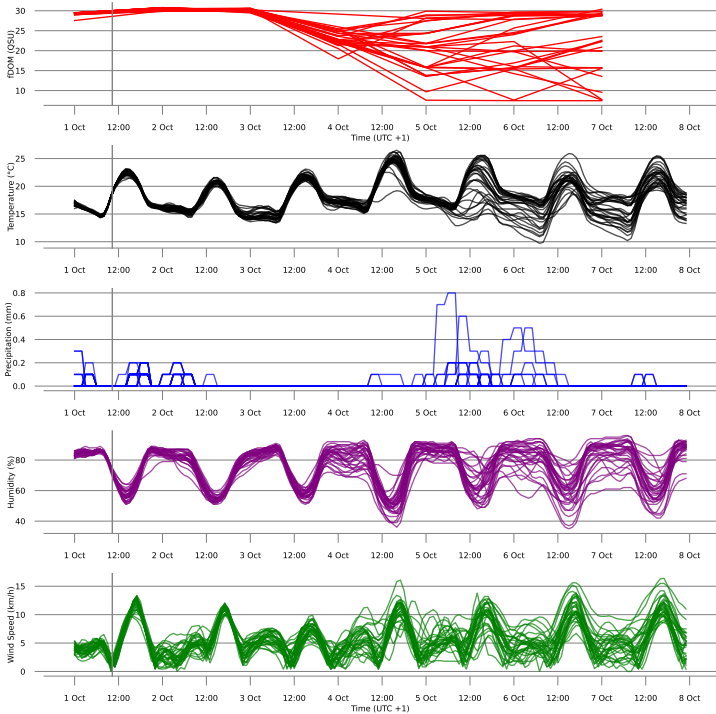 30
25
20
15
10
fDOM (QSU)
1 Oct 12:00 2 Oct 12:00 3 Oct 12:00 4 Oct 12:00 5 Oct 12:00 6 Oct 12:00 7 Oct 12:00 8 Oct
Time (UTC +1)
25
20
15
10
Temperature (°C)
1 Oct 12:00 2 Oct 12:00 3 Oct 12:00 4 Oct 12:00 5 Oct 12:00 6 Oct 12:00 7 Oct 12:00 8 Oct
0.8
0.6
0.4
0.2
0.0
Precipitation (mm)
1 Oct 12:00 2 Oct 12:00 3 Oct 12:00 4 Oct 12:00 5 Oct 12:00 6 Oct 12:00 7 Oct 12:00 8 Oct
80
60
40
Humidity (%)
1 Oct 12:00 2 Oct 12:00 3 Oct 12:00 4 Oct 12:00 5 Oct 12:00 6 Oct 12:00 7 Oct 12:00 8 Oct
15
10
5
0
Wind Speed (km/h)
1 Oct 12:00 2 Oct 12:00 3 Oct 12:00 4 Oct 12:00 5 Oct 12:00 6 Oct 12:00 7 Oct 12:00 8 Oct
Time (UTC +1)